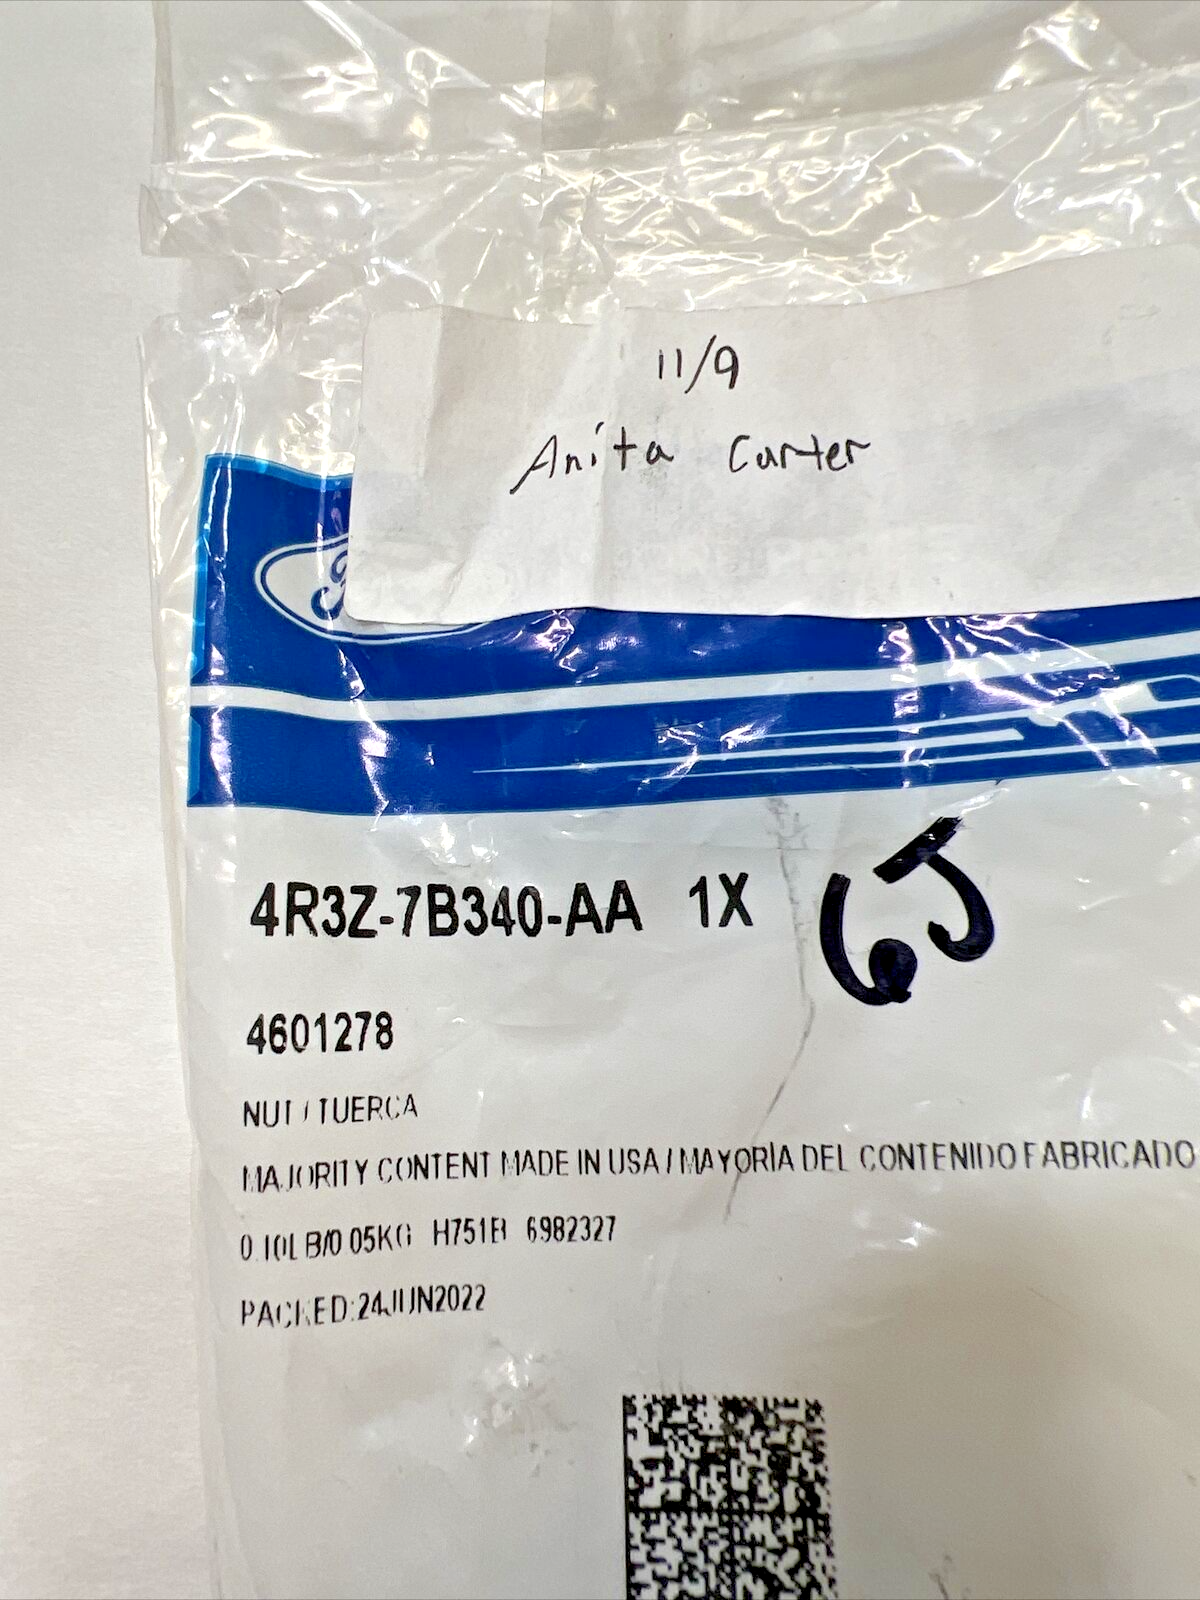 11/9
Anita Carter
4R3Z-7B340-AA 1X
4601278
NUT / TUERCA
MAJORITY CONTENT MADE IN USA / MAYORÍA DEL CONTENIDO FABRICADO
0.10LB/0.05KG H751B 6982327
PACKED:24JUN2022